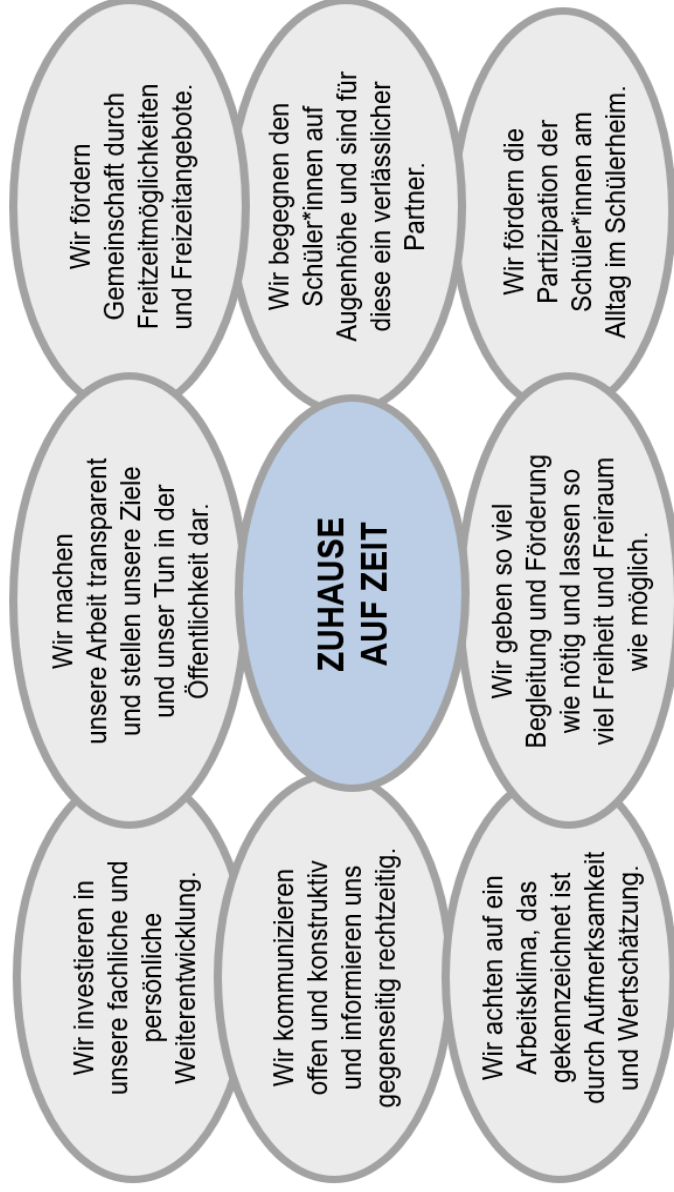 Wir investieren in
unsere fachliche und
persönliche
Weiterentwicklung.
Wir machen
unsere Arbeit transparent
und stellen unsere Ziele
und unser Tun in der
Öffentlichkeit dar.
Wir fördern
Gemeinschaft durch
Freitzeitmöglichkeiten
und Freizeitangebote.
Wir kommunizieren
offen und konstruktiv
und informieren uns
gegenseitig rechtzeitig.
ZUHAUSE
AUF ZEIT
Wir begegnen den
Schüler*innen auf
Augenhöhe und sind für
diese ein verlässlicher
Partner.
Wir achten auf ein
Arbeitsklima, das
gekennzeichnet ist
durch Aufmerksamkeit
und Wertschätzung.
Wir geben so viel
Begleitung und Förderung
wie nötig und lassen so
viel Freiheit und Freiraum
wie möglich.
Wir fördern die
Partizipation der
Schüler*innen am
Alltag im Schülerheim.